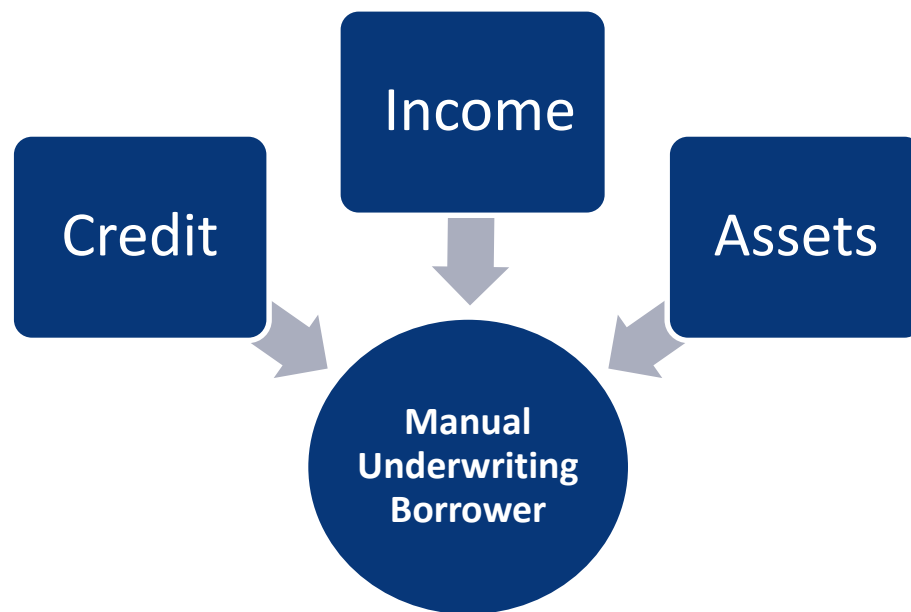 Income
Credit
Assets
Manual
Underwriting
Borrower